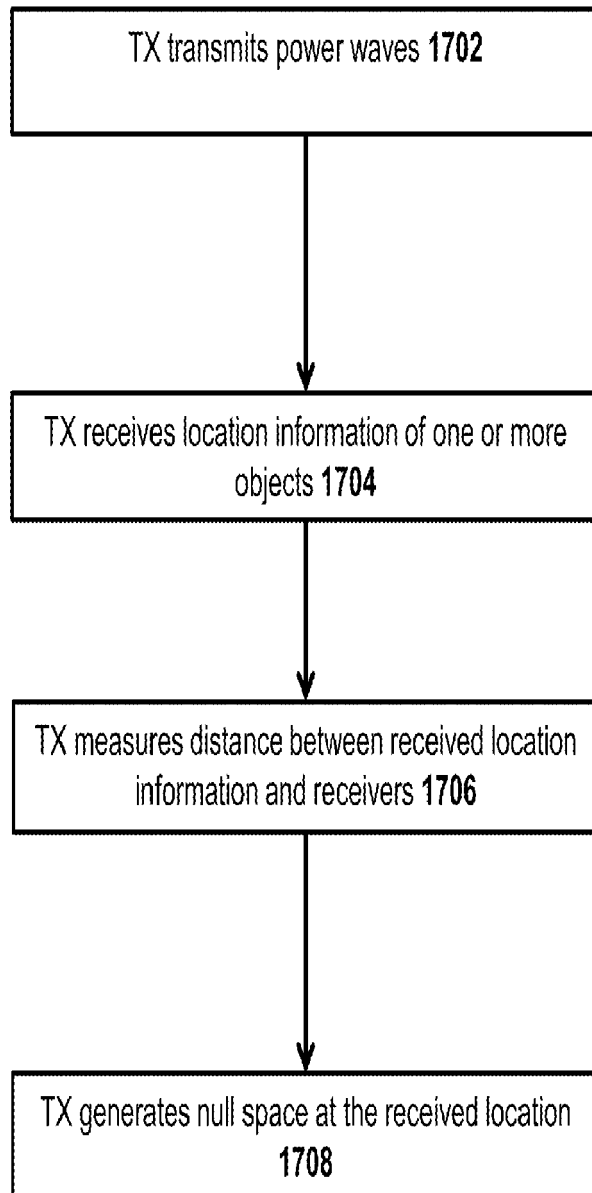 TX transmits power waves 1702
TX receives location information of one or more
objects 1704
TX measures distance between received location
information and receivers 1706
TX generates null space at the received location
1708